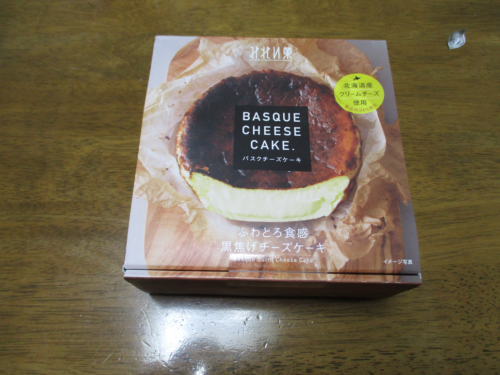 北海道産
クリームチーズ
使用
BASQUE
CHEESE
CAKE.
バスクチーズケーキ
ふわとろ食感
黒焦げチーズケーキ
Cheese Cake
イメージ写真